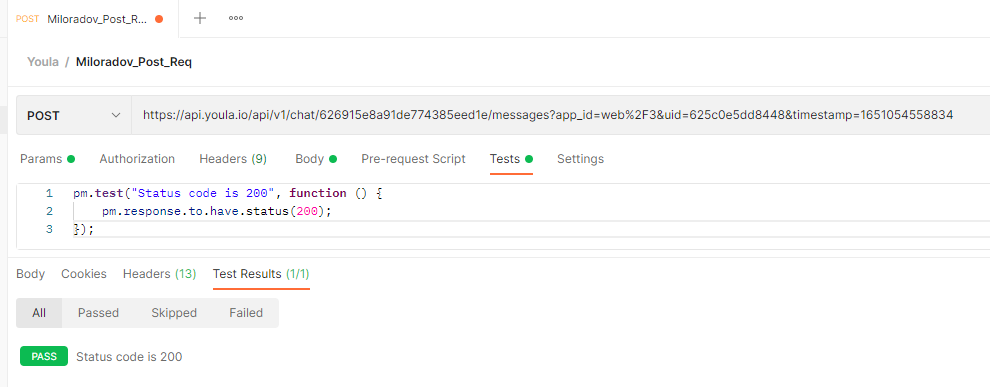 POST Miloradov_Post_R...
Youla / Miloradov_Post_Req
POST https://api.youla.io/api/v1/chat/626915e8a91de774385eed1e/messages?app_id=web%2F3&uid=625c0e5dd8448&timestamp=1651054558834
Params Authorization Headers (9) Body Pre-request Script Tests Settings
1 pm.test("Status code is 200", function () {
2 pm.response.to.have.status(200);
3 });
Body Cookies Headers (13) Test Results (1/1)
All Passed Skipped Failed
PASS Status code is 200